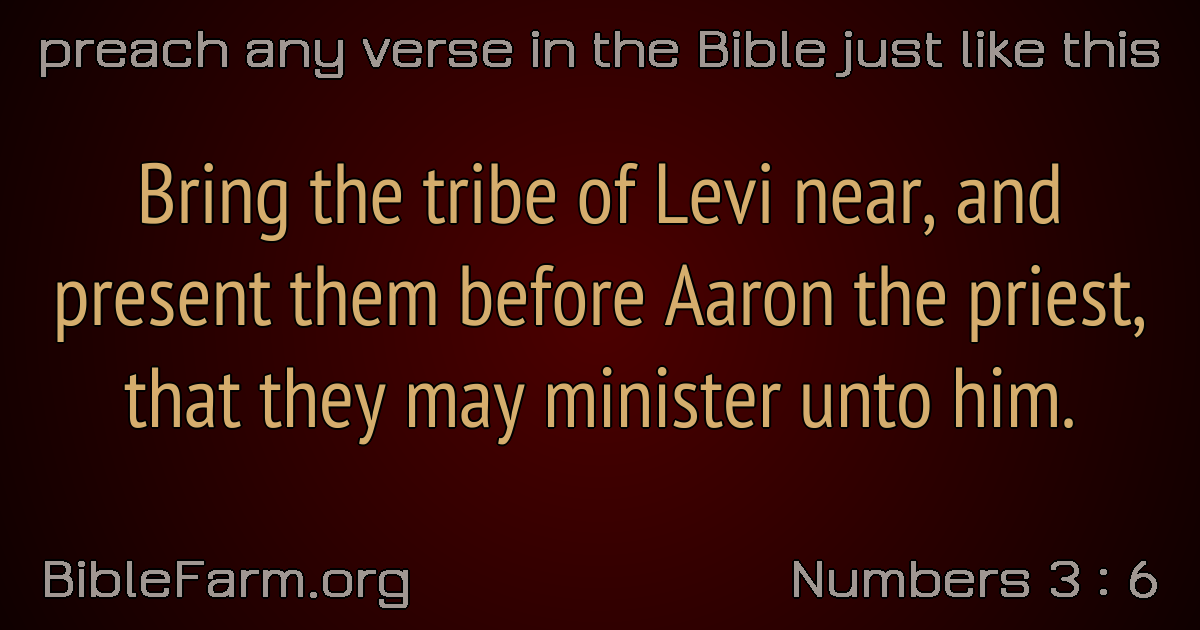 preach any verse in the Bible just like this
Bring the tribe of Levi near, and
present them before Aaron the priest,
that they may minister unto him.
BibleFarm.org
Numbers 3 : 6